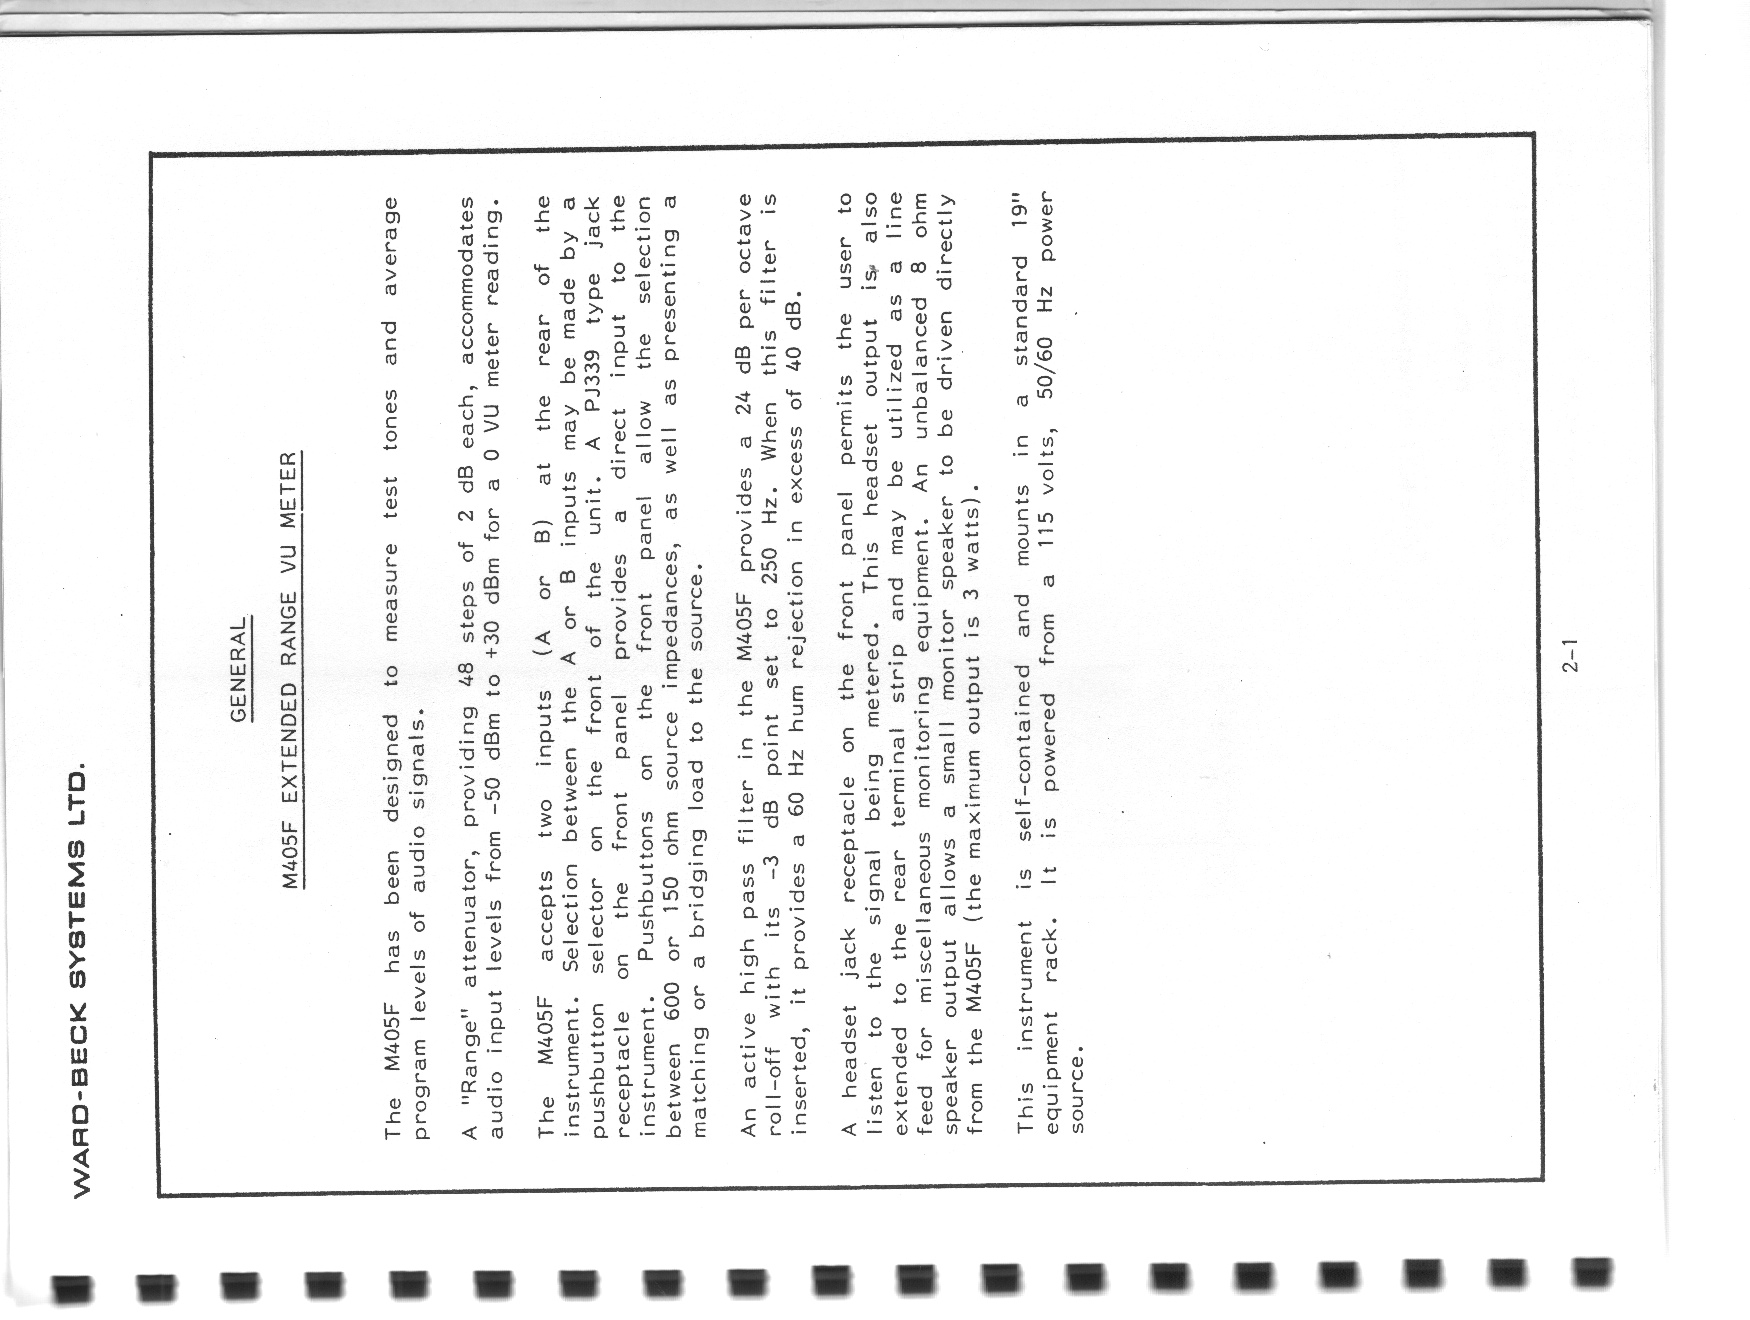 WARD-BECK SYSTEMS LTD.
GENERAL
M405F EXTENDED RANGE VU METER
The M405F has been designed to measure test tones and average
program levels of audio signals.
A "Range" attenuator, providing 48 steps of 2 dB each, accommodates
audio input levels from -50 dBm to +30 dBm for a 0 VU meter reading.
The M405F accepts two inputs (A or B) at the rear of the
instrument. Selection between the A or B inputs may be made by a
pushbutton selector on the front of the unit. A PJ339 type jack
receptacle on the front panel provides a direct input to the
instrument. Pushbuttons on the front panel allow the selection
between 600 or 150 ohm source impedances, as well as presenting a
matching or a bridging load to the source.
An active high pass filter in the M405F provides a 24 dB per octave
roll-off with its -3 dB point set to 250 Hz. When this filter is
inserted, it provides a 60 Hz hum rejection in excess of 40 dB.
A headset jack receptacle on the front panel permits the user to
listen to the signal being metered. This headset output is also
extended to the rear terminal strip and may be utilized as a line
feed for miscellaneous monitoring equipment. An unbalanced 8 ohm
speaker output allows a small monitor speaker to be driven directly
from the M405F (the maximum output is 3 watts).
This instrument is self-contained and mounts in a standard 19"
equipment rack. It is powered from a 115 volts, 50/60 Hz power
source.
2-1